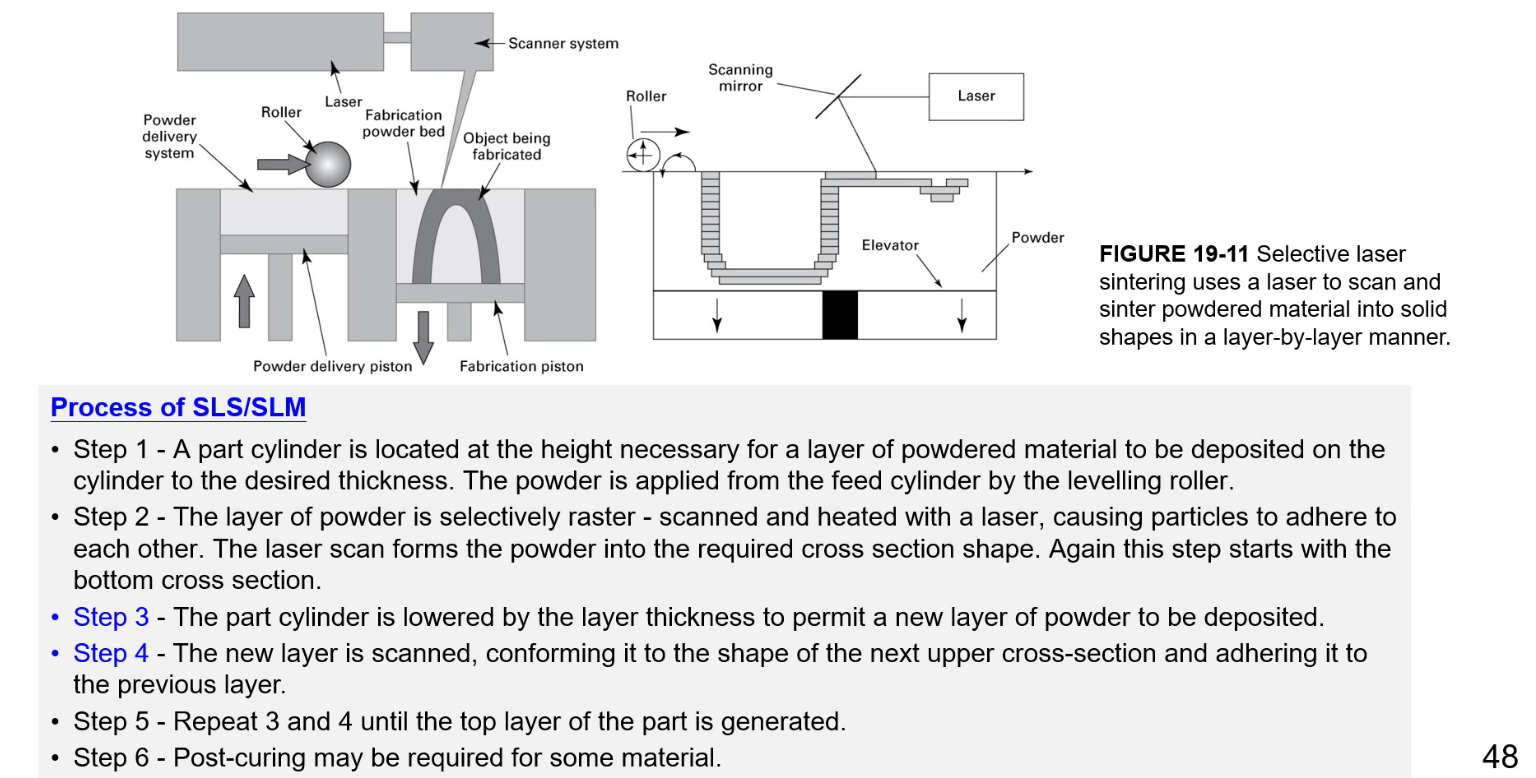 Scanner system
Laser
Roller
Fabrication
powder bed
Powder
delivery
system
Object being
fabricated
Powder delivery piston
Fabrication piston
Scanning
mirror
Roller
Laser
Elevator
Powder
FIGURE 19-11 Selective laser
sintering uses a laser to scan and
sinter powdered material into solid
shapes in a layer-by-layer manner.
Process of SLS/SLM
• Step 1 - A part cylinder is located at the height necessary for a layer of powdered material to be deposited on the
cylinder to the desired thickness. The powder is applied from the feed cylinder by the levelling roller.
• Step 2 - The layer of powder is selectively raster - scanned and heated with a laser, causing particles to adhere to
each other. The laser scan forms the powder into the required cross section shape. Again this step starts with the
bottom cross section.
• Step 3 - The part cylinder is lowered by the layer thickness to permit a new layer of powder to be deposited.
• Step 4 - The new layer is scanned, conforming it to the shape of the next upper cross-section and adhering it to
the previous layer.
• Step 5 - Repeat 3 and 4 until the top layer of the part is generated.
• Step 6 - Post-curing may be required for some material.
48